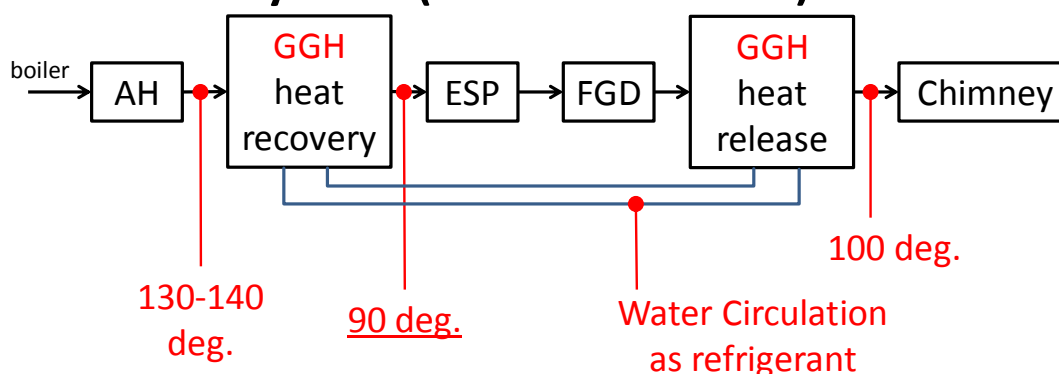 boiler
AH
GGH
heat
recovery
ESP
FGD
GGH
heat
release
Chimney
130-140
deg.
90 deg.
Water Circulation
as refrigerant
100 deg.